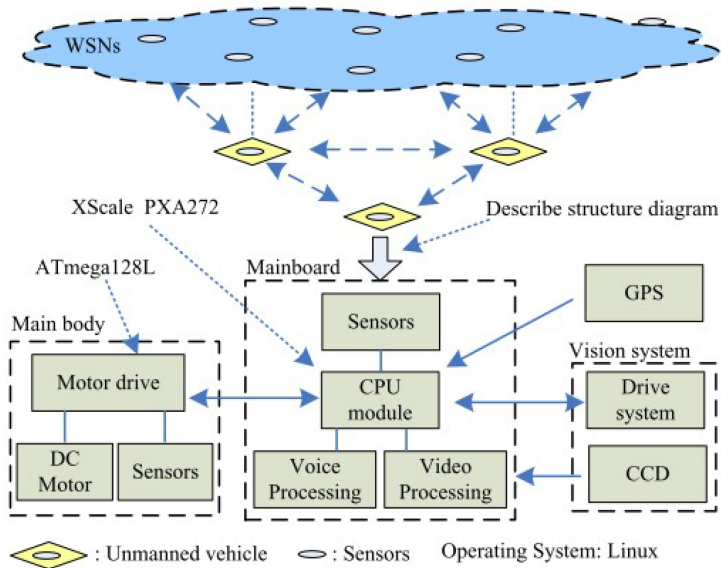 WSNs
XScale PXA272
Describe structure diagram
ATmega128L
Mainboard
GPS
Main body
Sensors
Vision system
Motor drive
CPU
module
Drive
system
DC
Motor
Sensors
Voice
Processing
Video
Processing
CCD
: Unmanned vehicle
: Sensors
Operating System: Linux